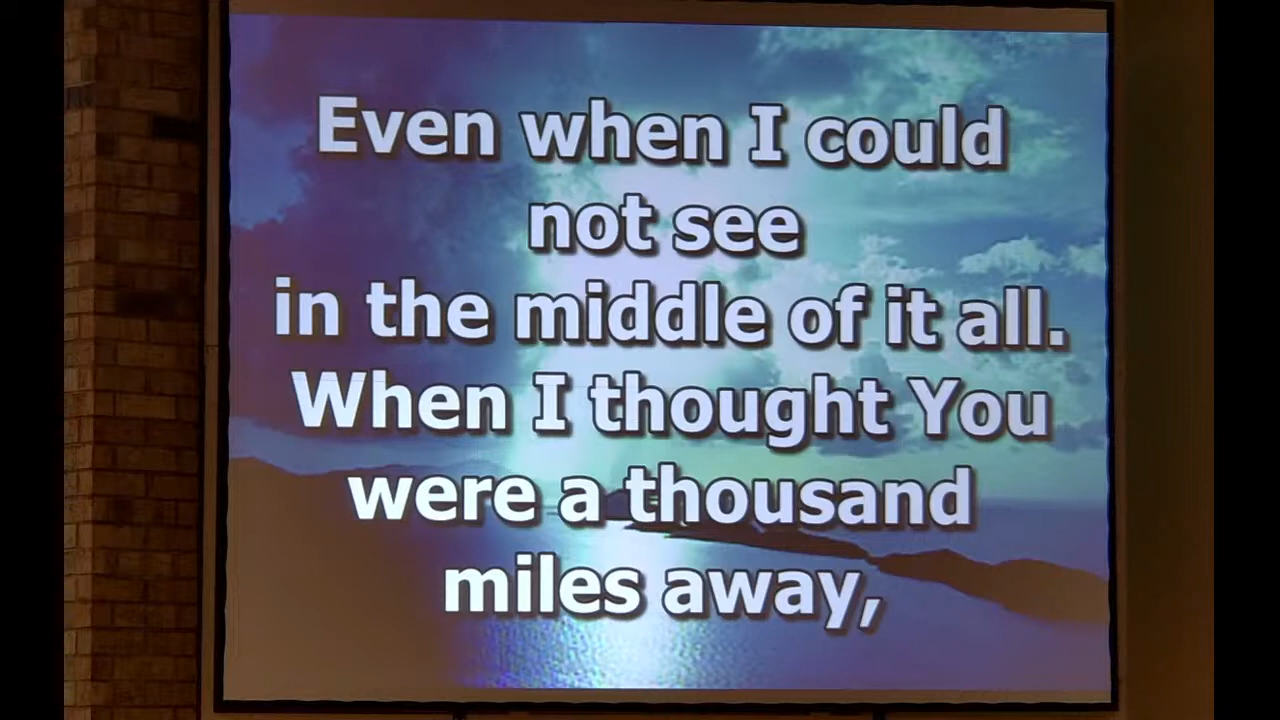 Even when I could
not see
in the middle of it all.
When I thought You
were a thousand
miles away,